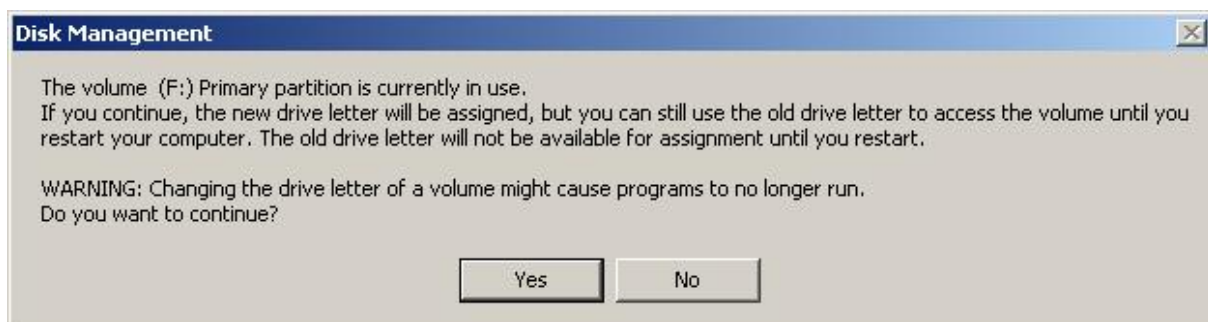 Disk Management
The volume  (F:) Primary partition is currently in use.
If you continue, the new drive letter will be assigned, but you can still use the old drive letter to access the volume until you
restart your computer. The old drive letter will not be available for assignment until you restart.
WARNING: Changing the drive letter of a volume might cause programs to no longer run.
Do you want to continue?
Yes
No